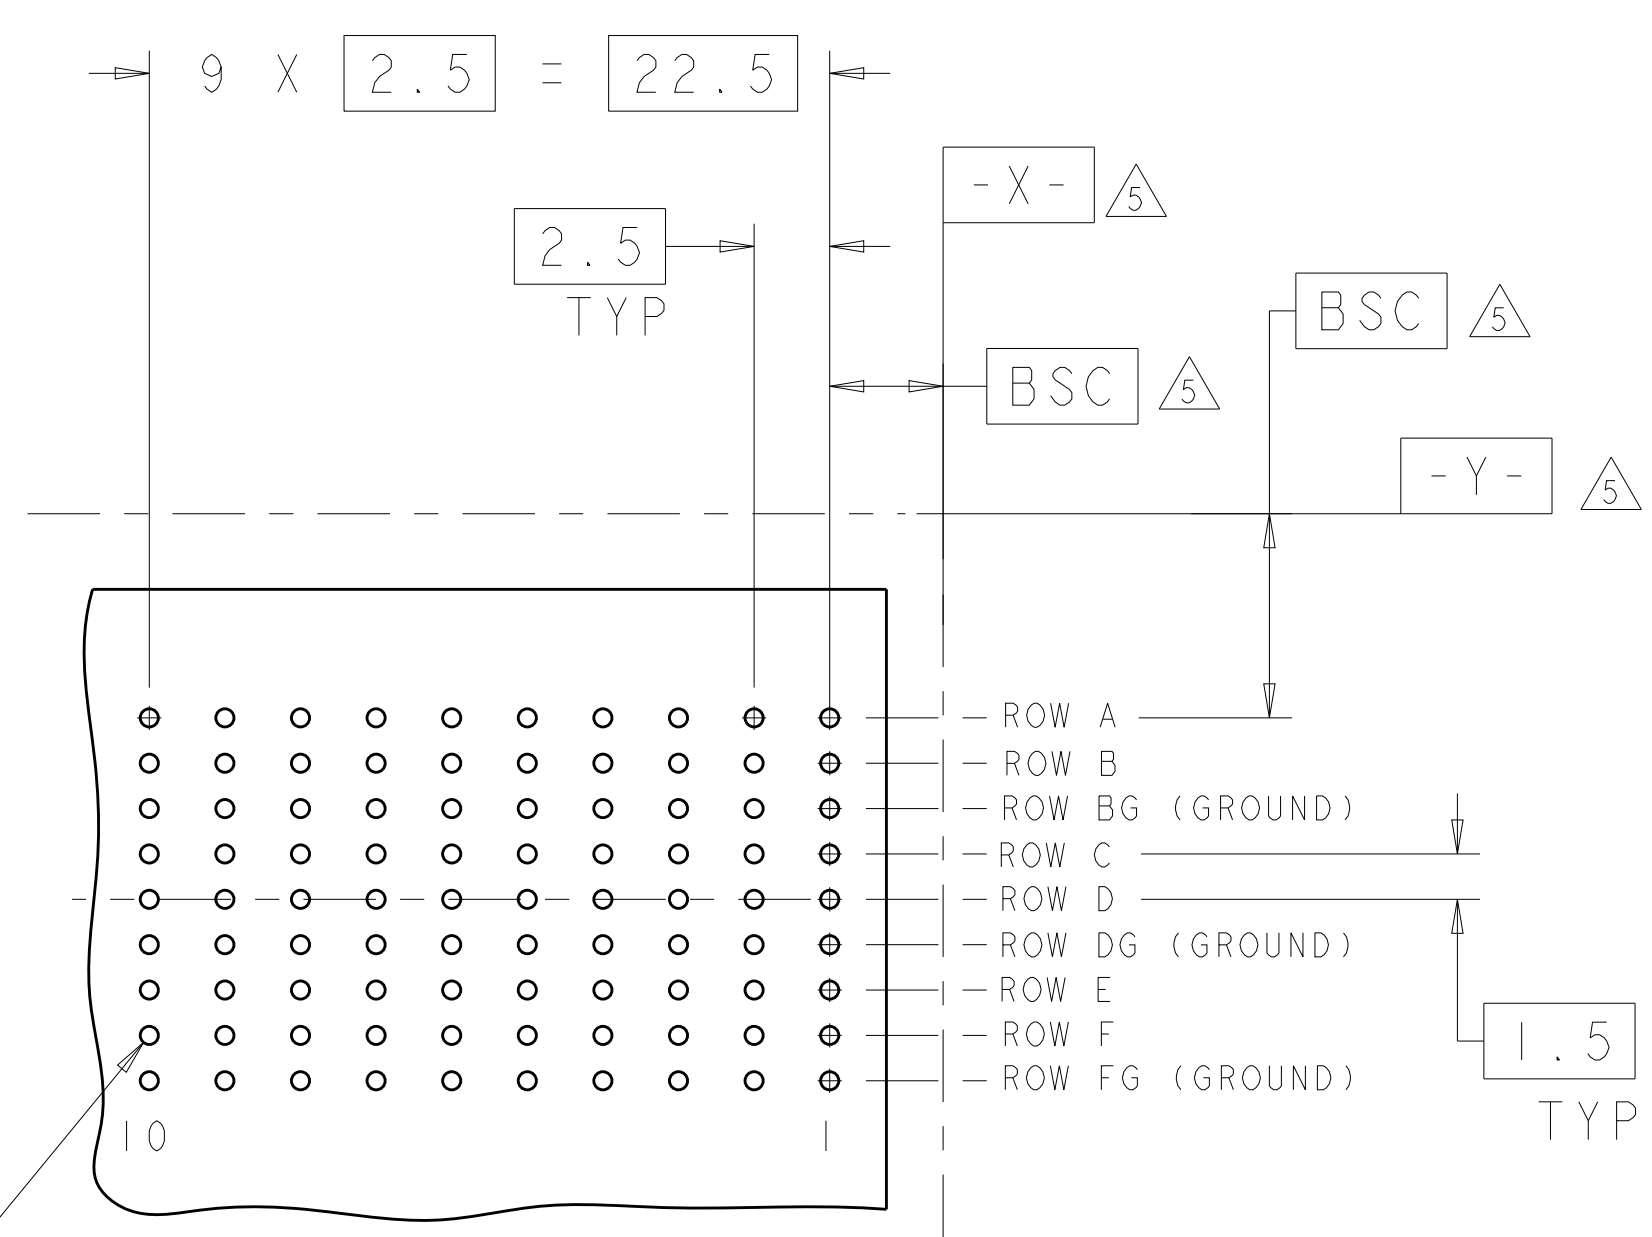 9 X 2.5 = 22.5
-X- 5
2.5
TYP
BSC 5
BSC 5
-Y- 5
ROW A
ROW B
ROW BG (GROUND)
ROW C
ROW D
ROW DG (GROUND)
ROW E
ROW F
ROW FG (GROUND)
1.5
TYP
10 1